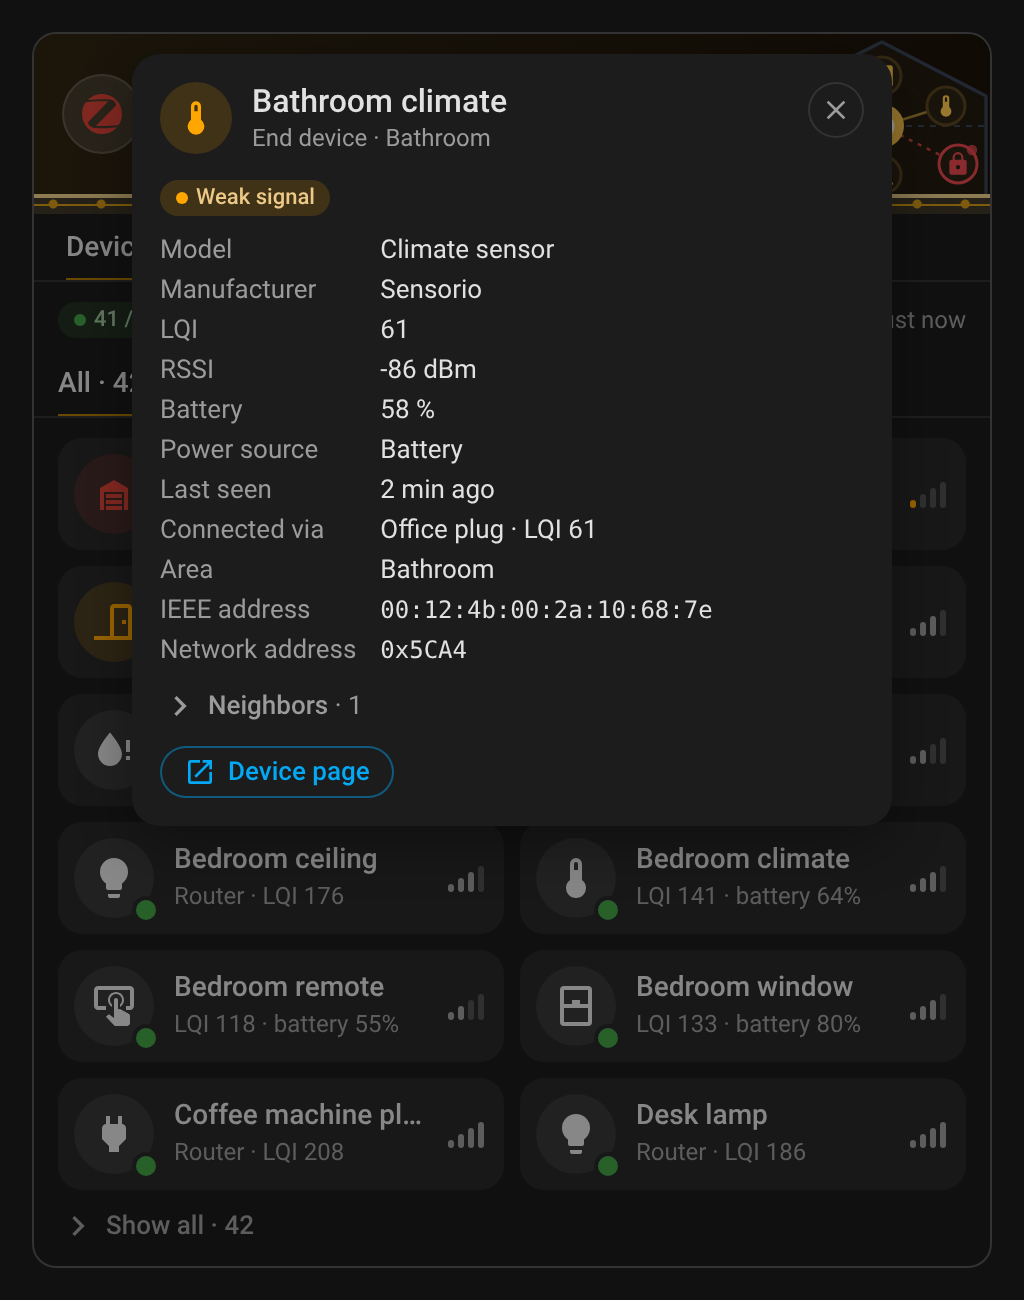 Bathroom climate
End device · Bathroom
Weak signal
Model Climate sensor
Manufacturer Sensorio
LQI 61
RSSI -86 dBm
Battery 58 %
Power source Battery
Last seen 2 min ago
Connected via Office plug · LQI 61
Area Bathroom
IEEE address 00:12:4b:00:2a:10:68:7e
Network address 0x5CA4
Neighbors · 1
Device page
41 /
now
All · 42
Bedroom ceiling
Router · LQI 176
Bedroom climate
LQI 141 · battery 64%
Bedroom remote
LQI 118 · battery 55%
Bedroom window
LQI 133 · battery 80%
Coffee machine pl...
Router · LQI 208
Desk lamp
Router · LQI 186
Show all · 42